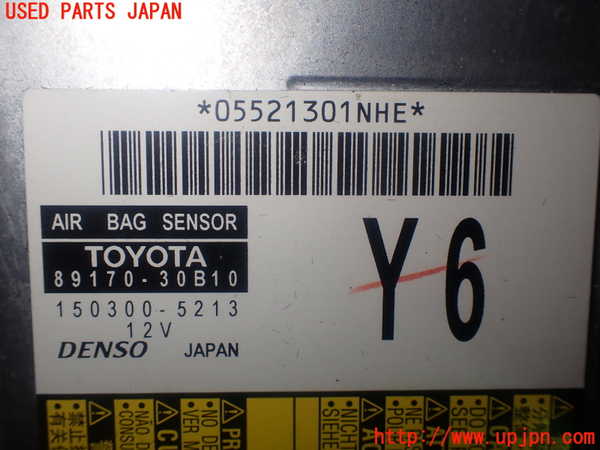 USED PARTS JAPAN
*05521301NHE*
AIR BAG SENSOR
TOYOTA
89170-30B10
150300-5213
12V
DENSO JAPAN
Y6
http://www.upjpn.com